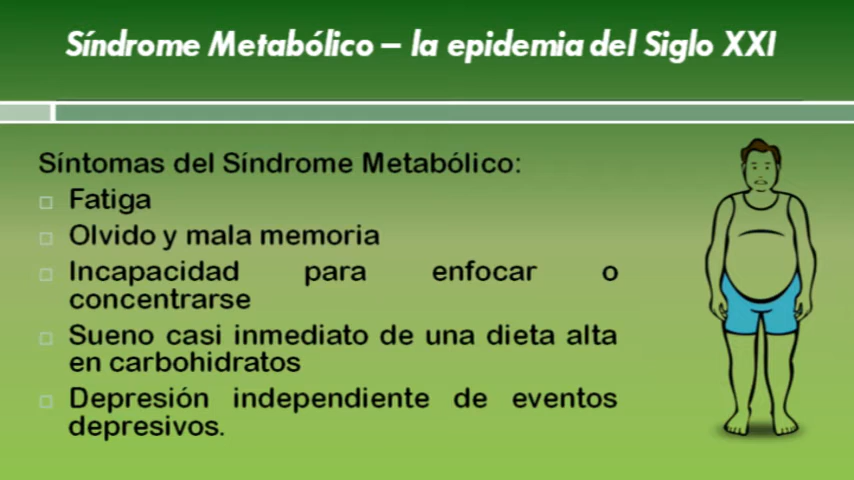 Síndrome Metabólico – la epidemia del Siglo XXI
Síntomas del Síndrome Metabólico:
Fatiga
Olvido y mala memoria
Incapacidad para enfocar o
concentrarse
Sueno casi inmediato de una dieta alta
en carbohidratos
Depresión independiente de eventos
depresivos.